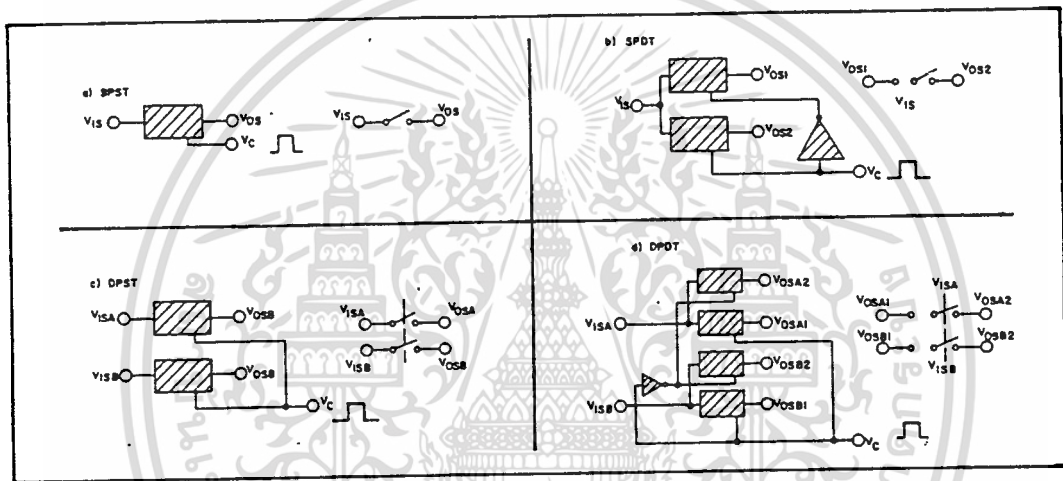 a) SPST
VIS
VOS
VC
VIS
VOS
b) SPDT
VIS
VOS1
VOS2
VC
VOS1
VOS2
VIS
c) DPST
VISA
VOSB
VISB
VOSB
VC
VISA
VOSA
VISB
VOSB
d) DPDT
VOSA2
VISA
VOSA1
VOSB2
VISB
VOSB1
VC
VISA
VOSA1
VOSA2
VOSB1
VOSB2
VISB